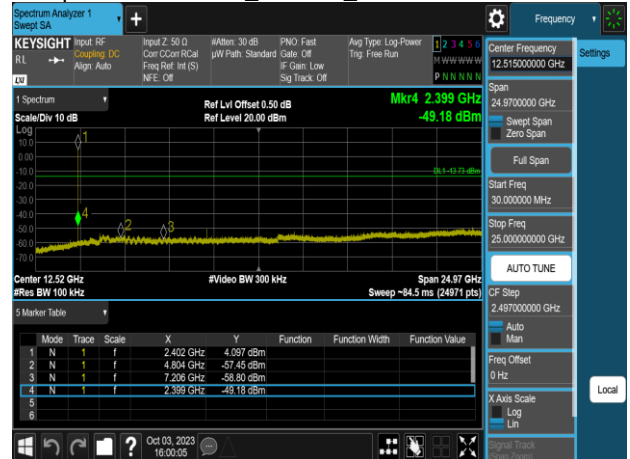 Spectrum Analyzer 1
Swept SA
Frequency
KEYSIGHT Input: RF
Coupling: DC
Align: Auto
Input Z: 50 Ω
Corr CCorr RCal
Freq Ref: Int (S)
NFE: Off
#Atten: 30 dB
µW Path: Standard
PNO: Fast
Gate: Off
IF Gain: Low
Sig Track: Off
Avg Type: Log-Power
Trig: Free Run
1 2 3 4 5 6
M W W W W W
P N N N N N
RL
LXI
Center Frequency
12.515000000 GHz
Settings
Span
24.9700000 GHz
Swept Span
Zero Span
Full Span
Start Freq
30.000000 MHz
Stop Freq
25.000000000 GHz
AUTO TUNE
CF Step
2.497000000 GHz
Auto
Man
Freq Offset
0 Hz
X Axis Scale
Log
Lin
Local
Signal Track
(Span Zoom)
1 Spectrum
Scale/Div 10 dB
Ref Lvl Offset 0.50 dB
Ref Level 20.00 dBm
Mkr4 2.399 GHz
-49.18 dBm
Log
10.0
0.00
-10.0
-20.0
-30.0
-40.0
-50.0
-60.0
-70.0
1
2
3
4
DL1 -13.73 dBm
Center 12.52 GHz
#Res BW 100 kHz
#Video BW 300 kHz
Span 24.97 GHz
Sweep ~84.5 ms (24971 pts)
5 Marker Table
Mode Trace Scale X Y Function Function Width Function Value
1 N 1 f 2.402 GHz 4.097 dBm
2 N 1 f 4.804 GHz -57.45 dBm
3 N 1 f 7.206 GHz -58.80 dBm
4 N 1 f 2.399 GHz -49.18 dBm
5
6
Oct 03, 2023
16:00:05